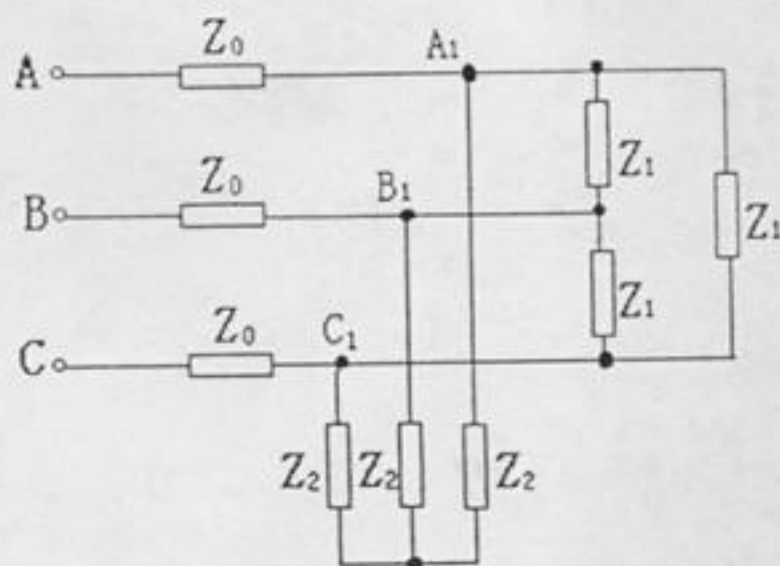 A Z₀ A₁
Z₁
Z₁
B Z₀ B₁
Z₁
C Z₀ C₁
Z₂ Z₂ Z₂